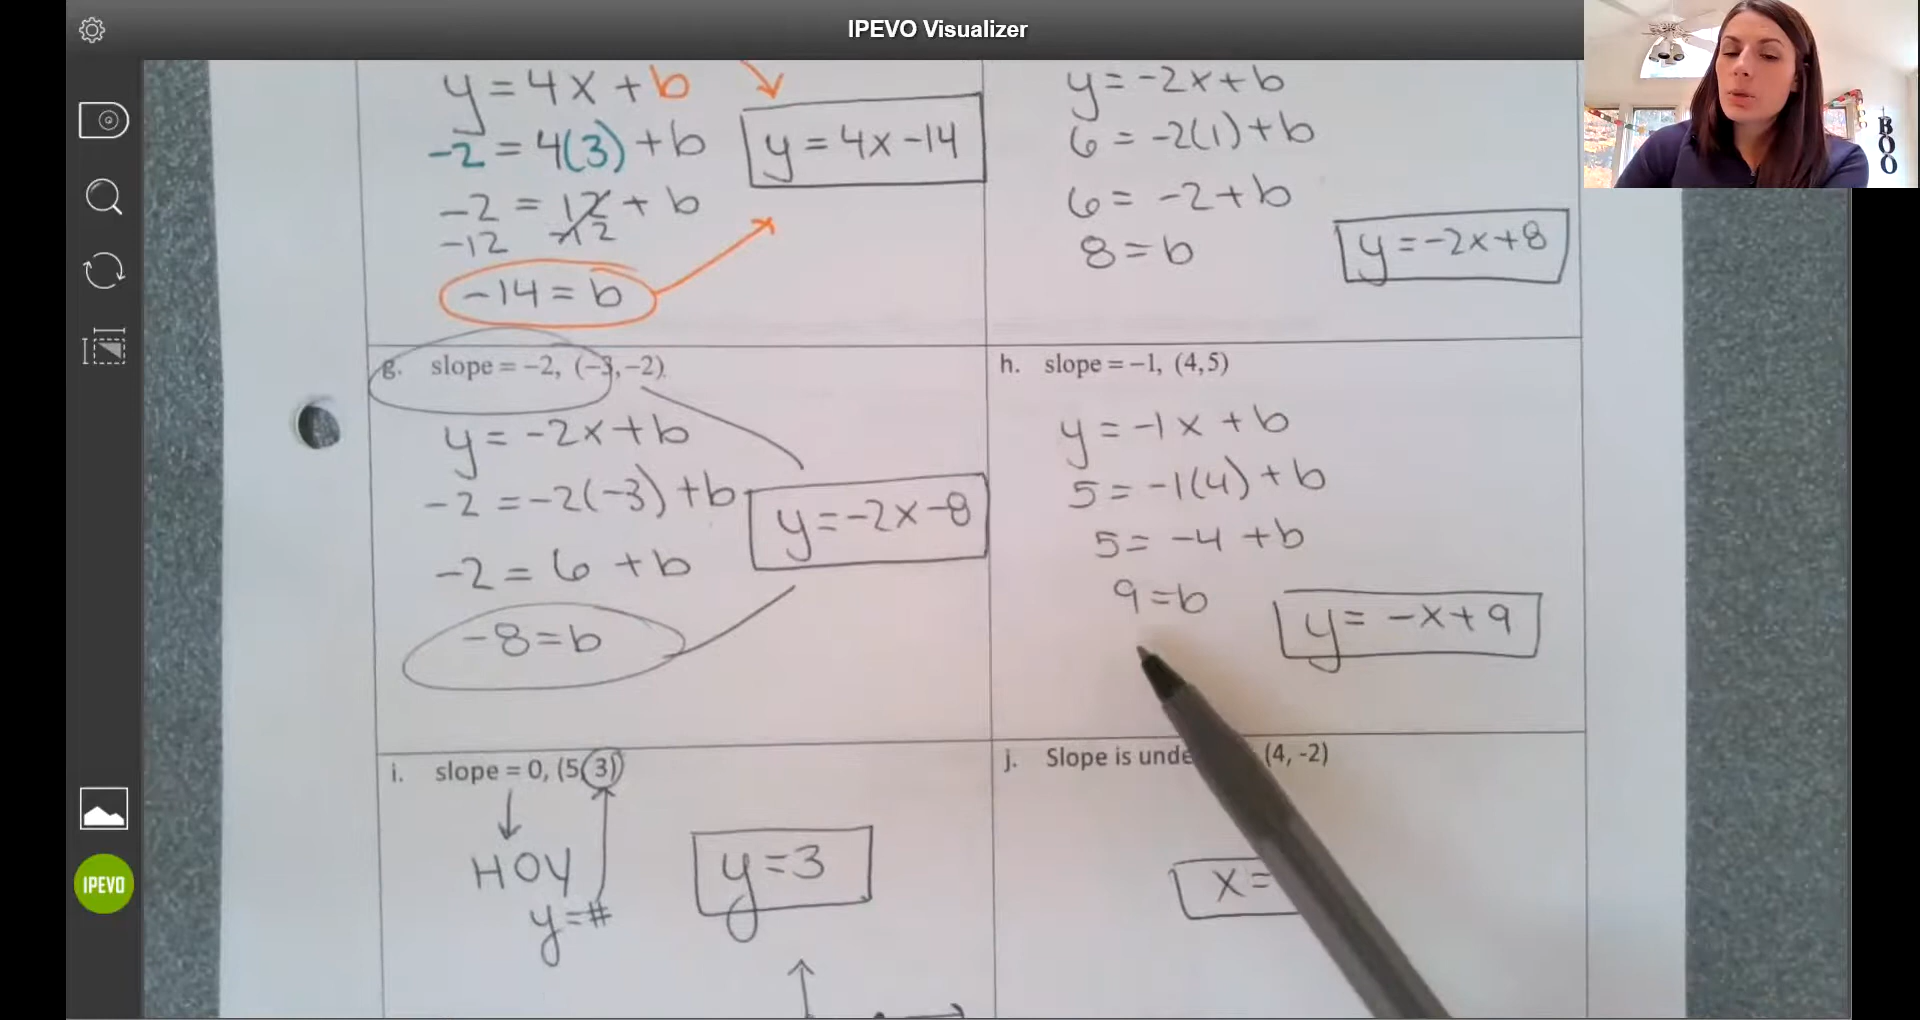 IPEVO Visualizer
BOO
y = 4x + b
-2 = 4(3) + b
-2 = 12 + b
-12 -12
-14 = b
y = 4x - 14
y = -2x + b
6 = -2(1) + b
6 = -2 + b
8 = b
y = -2x + 8
g. slope = -2, (-3,-2)
y = -2x + b
-2 = -2(-3) + b
-2 = 6 + b
-8 = b
y = -2x - 8
h. slope = -1, (4,5)
y = -1x + b
5 = -1(4) + b
5 = -4 + b
9 = b
y = -x + 9
i. slope = 0, (5,3)
HOY
y = #
y = 3
j. Slope is (4, -2)
x =
IPEVO